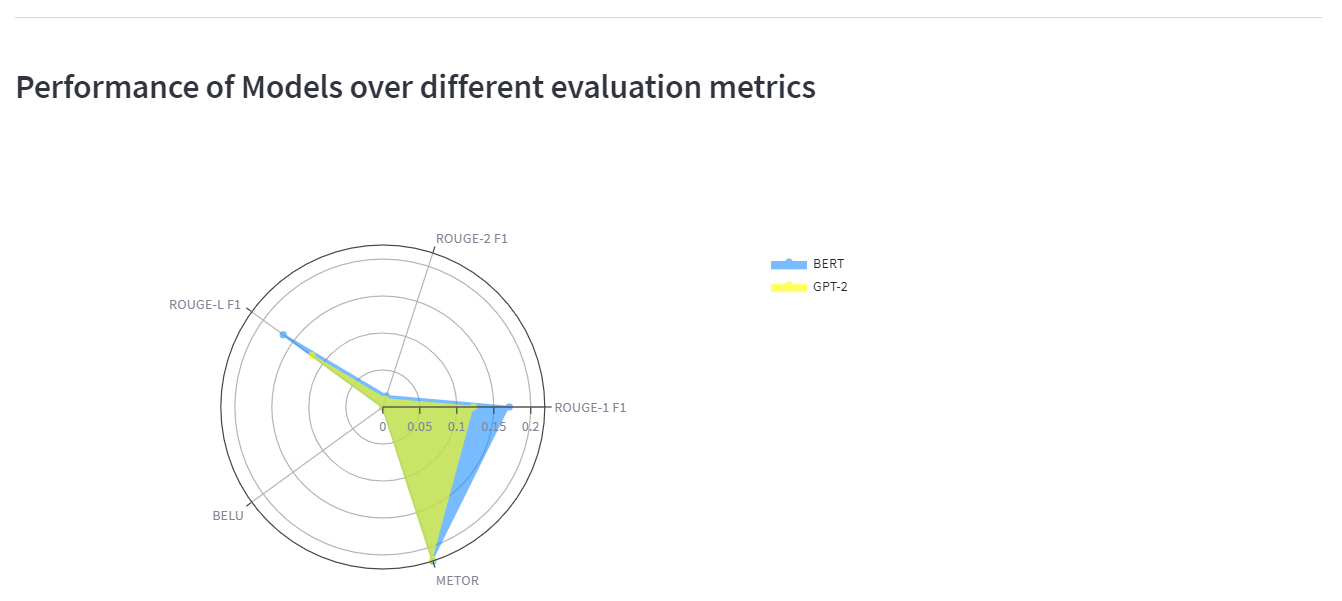 Performance of Models over different evaluation metrics
ROUGE-2 F1
BERT
GPT-2
ROUGE-L F1
ROUGE-1 F1
0 0.05 0.1 0.15 0.2
BELU
METOR